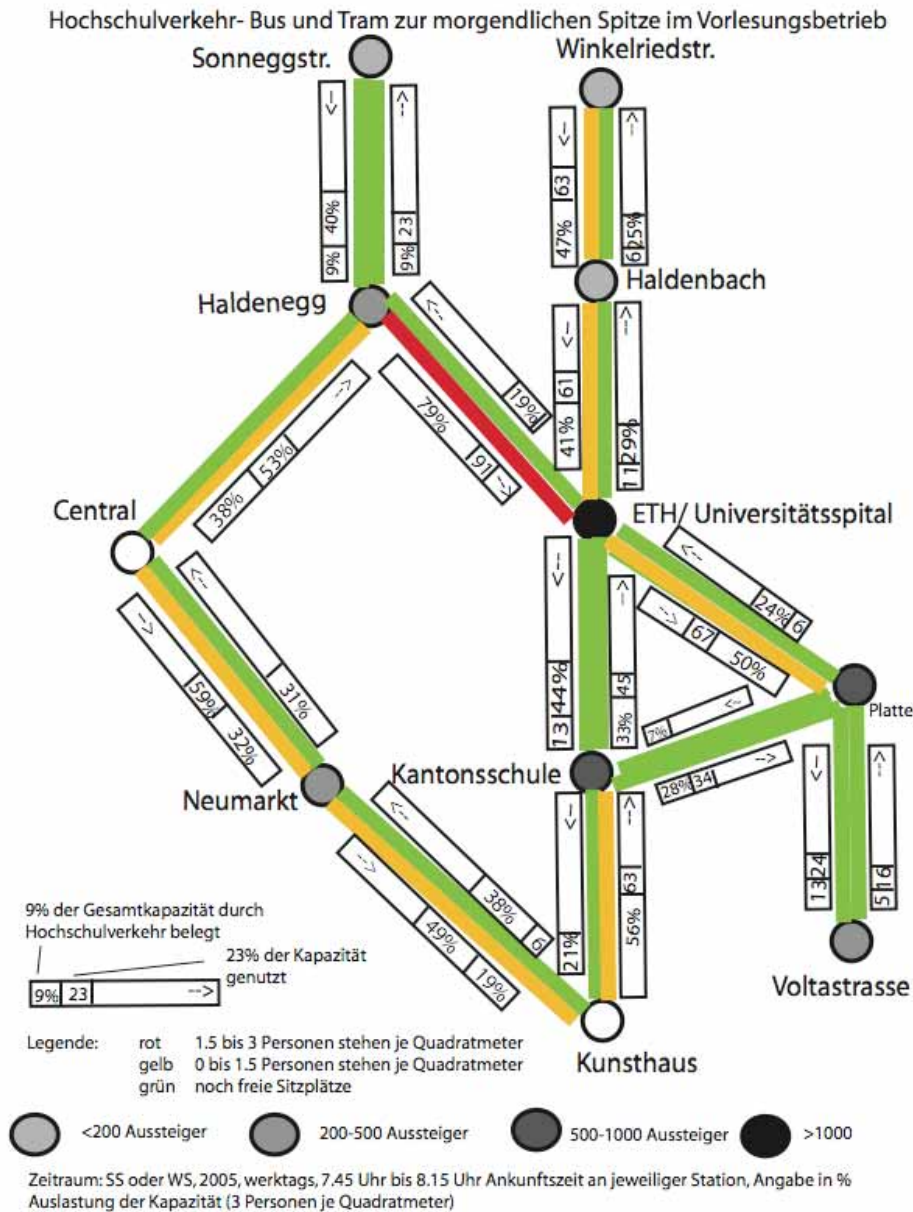 Hochschulverkehr- Bus und Tram zur morgendlichen Spitze im Vorlesungsbetrieb
Sonneggstr.
Winkelriedstr.
<--
40%
9%
-->
23
9%
<--
63
47%
-->
25%
6
Haldenegg
Haldenbach
<--
19%
79%
91
-->
<--
61
41%
-->
29%
11
38%
53%
-->
Central
ETH/ Universitätsspital
<--
31%
-->
59%
32%
<--
44%
13
-->
45
33%
<--
24%
6
-->
67
50%
Platte
Neumarkt
Kantonsschule
7%
<--
28%
34
-->
<--
38%
6
-->
49%
19%
<--
21%
-->
63
56%
<--
24
13
-->
16
5
Voltastrasse
Kunsthaus
9% der Gesamtkapazität durch
Hochschulverkehr belegt
23% der Kapazität
genutzt
9% 23 -->
Legende: rot 1.5 bis 3 Personen stehen je Quadratmeter
gelb 0 bis 1.5 Personen stehen je Quadratmeter
grün noch freie Sitzplätze
<200 Aussteiger 200-500 Aussteiger 500-1000 Aussteiger >1000
Zeitraum: SS oder WS, 2005, werktags, 7.45 Uhr bis 8.15 Uhr Ankunftszeit an jeweiliger Station, Angabe in %
Auslastung der Kapazität (3 Personen je Quadratmeter)